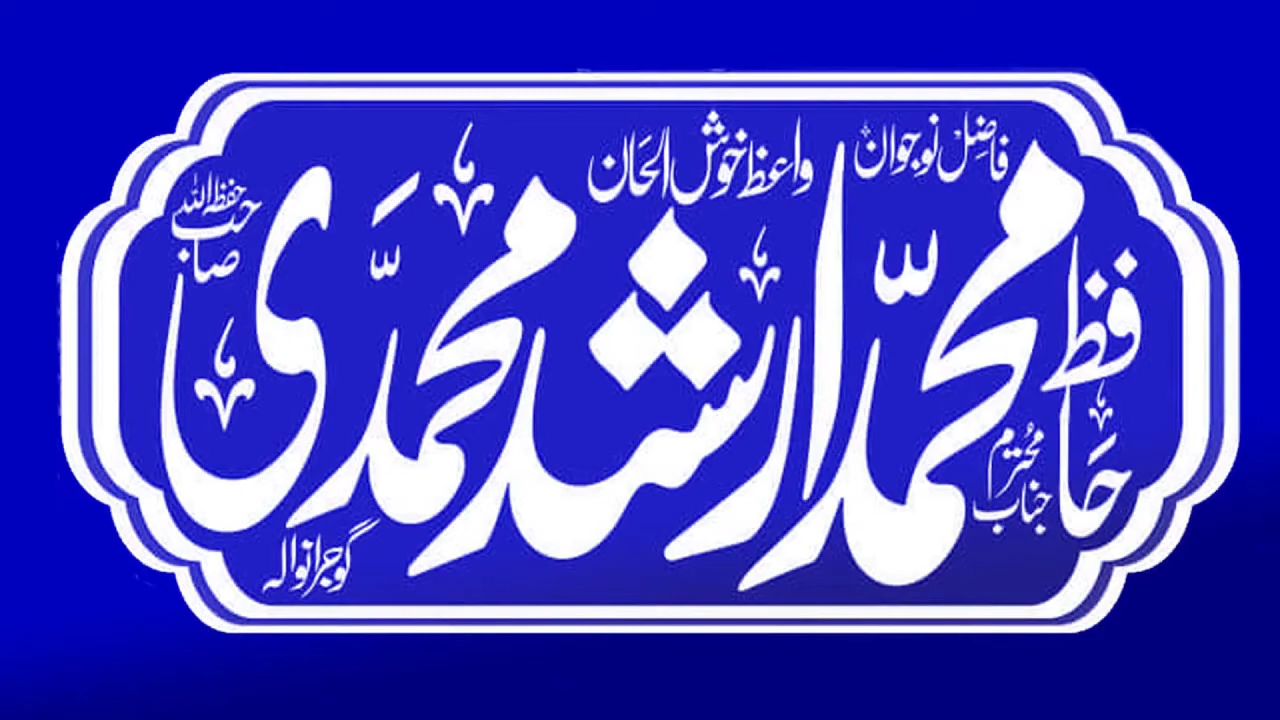 فاضل نوجوان واعظ خوش الحان
جناب محترم
حافظ محمد ارشد محمدی
صاحب حفظہ اللہ
گوجرانوالہ